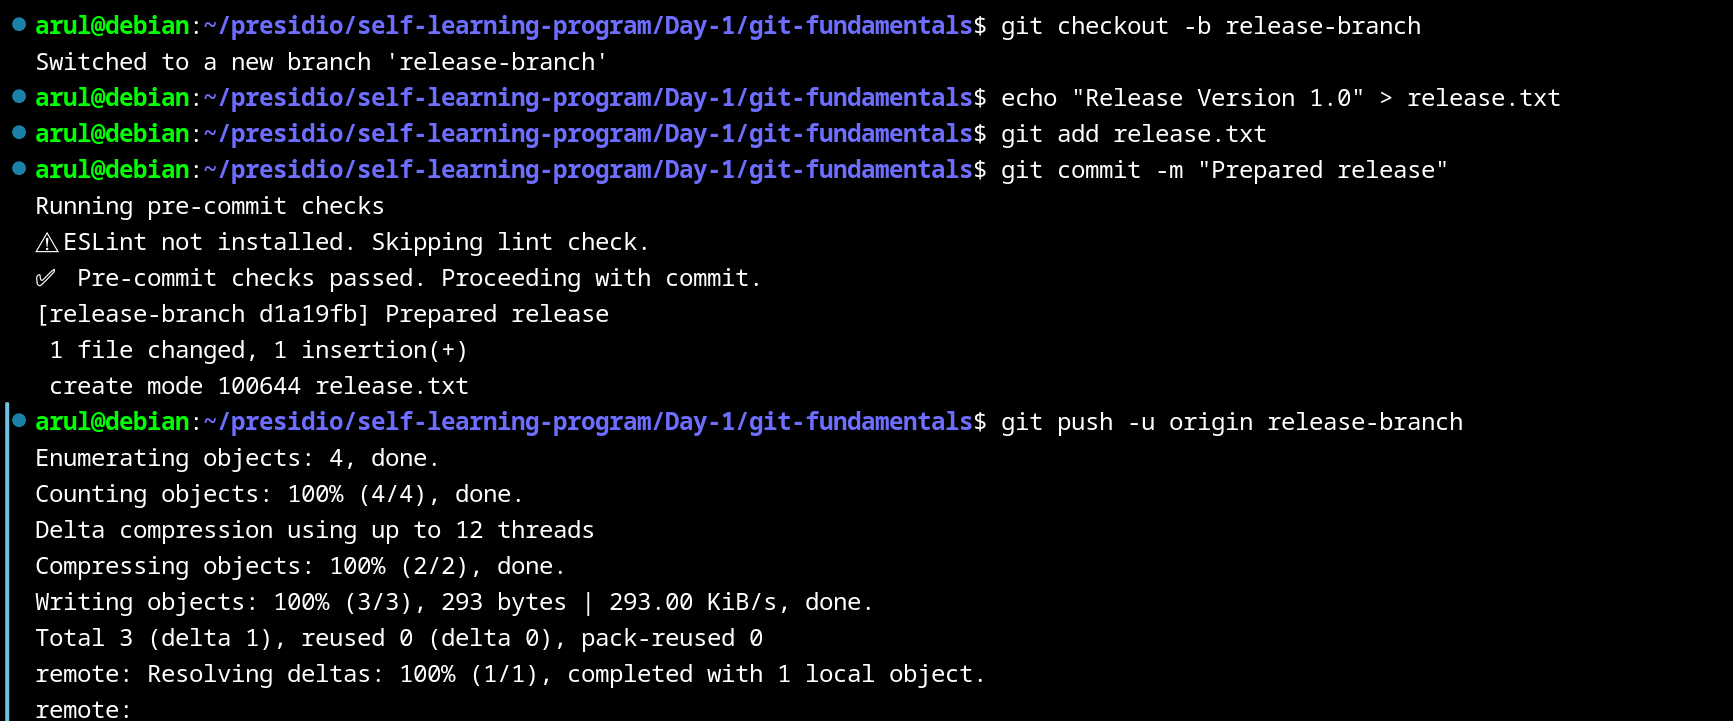 arul@debian:~/presidio/self-learning-program/Day-1/git-fundamentals$ git checkout -b release-branch
Switched to a new branch 'release-branch'
arul@debian:~/presidio/self-learning-program/Day-1/git-fundamentals$ echo "Release Version 1.0" > release.txt
arul@debian:~/presidio/self-learning-program/Day-1/git-fundamentals$ git add release.txt
arul@debian:~/presidio/self-learning-program/Day-1/git-fundamentals$ git commit -m "Prepared release"
Running pre-commit checks
⚠ESLint not installed. Skipping lint check.
✅ Pre-commit checks passed. Proceeding with commit.
[release-branch d1a19fb] Prepared release
 1 file changed, 1 insertion(+)
 create mode 100644 release.txt
arul@debian:~/presidio/self-learning-program/Day-1/git-fundamentals$ git push -u origin release-branch
Enumerating objects: 4, done.
Counting objects: 100% (4/4), done.
Delta compression using up to 12 threads
Compressing objects: 100% (2/2), done.
Writing objects: 100% (3/3), 293 bytes | 293.00 KiB/s, done.
Total 3 (delta 1), reused 0 (delta 0), pack-reused 0
remote: Resolving deltas: 100% (1/1), completed with 1 local object.
remote: